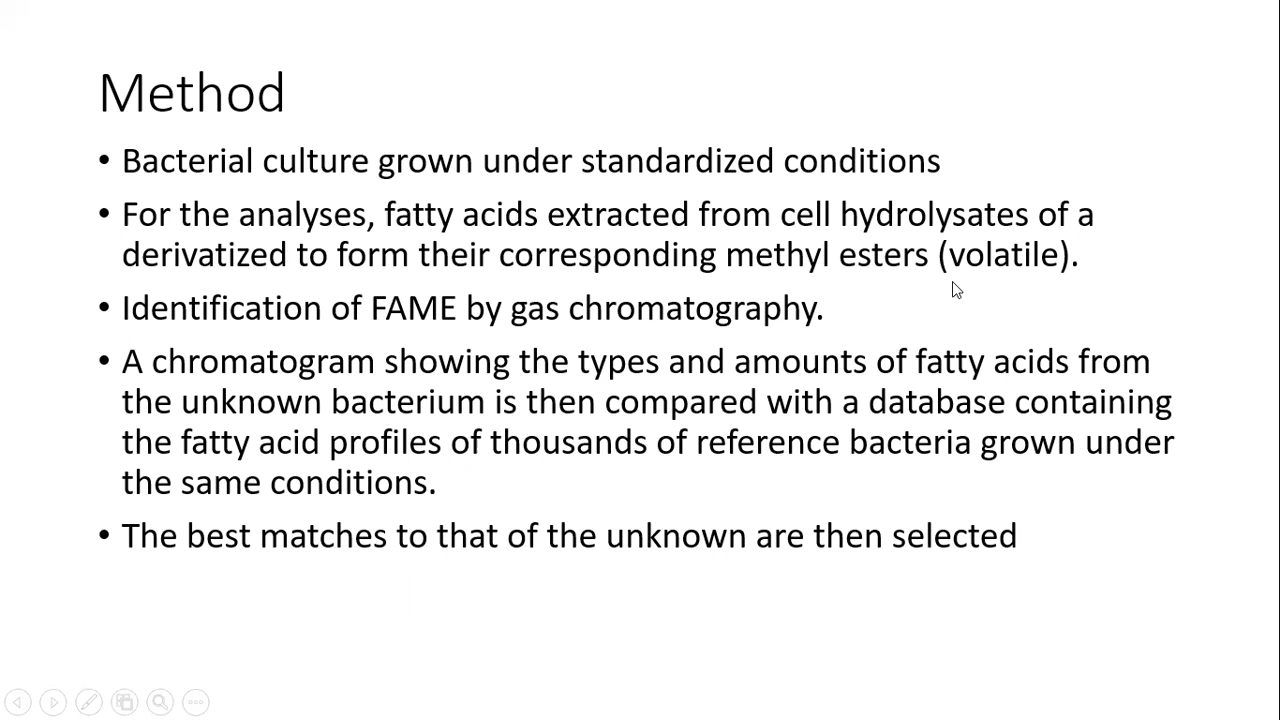 Method
• Bacterial culture grown under standardized conditions
• For the analyses, fatty acids extracted from cell hydrolysates of a
derivatized to form their corresponding methyl esters (volatile).
• Identification of FAME by gas chromatography.
• A chromatogram showing the types and amounts of fatty acids from
the unknown bacterium is then compared with a database containing
the fatty acid profiles of thousands of reference bacteria grown under
the same conditions.
• The best matches to that of the unknown are then selected